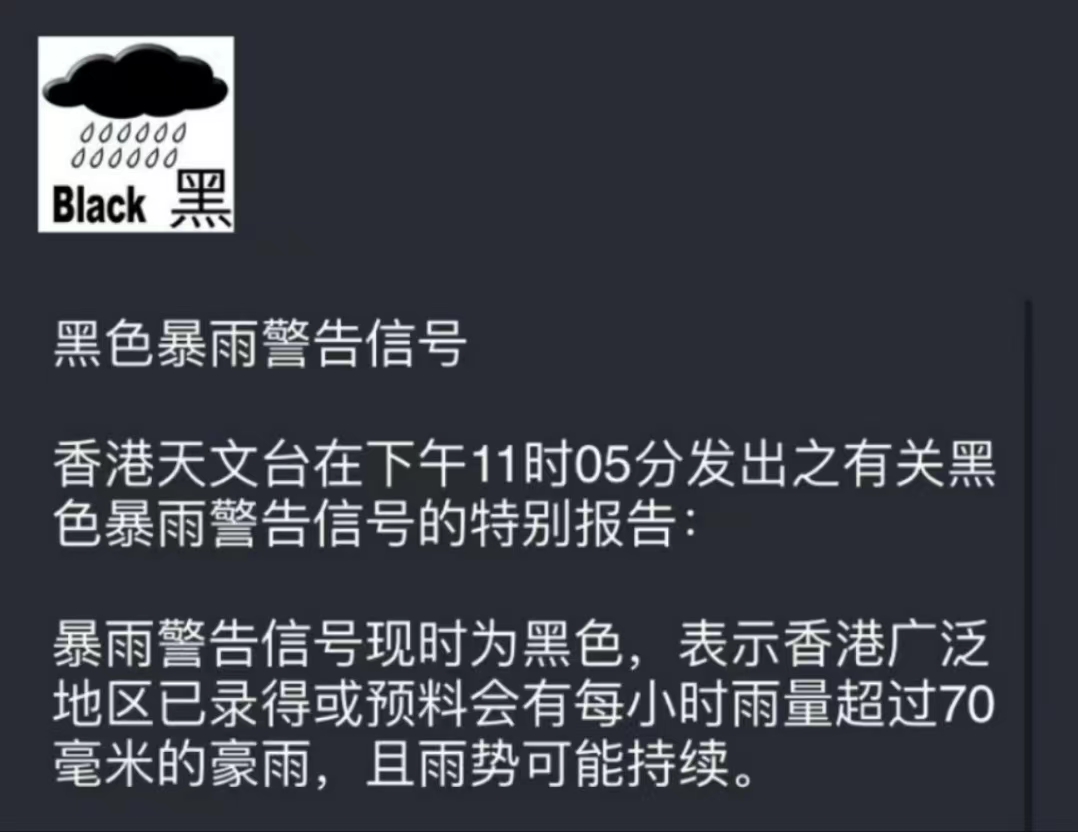 Black 黑
黑色暴雨警告信号
香港天文台在下午11时05分发出之有关黑
色暴雨警告信号的特别报告：
暴雨警告信号现时为黑色，表示香港广泛
地区已录得或预料会有每小时雨量超过70
毫米的豪雨，且雨势可能持续。